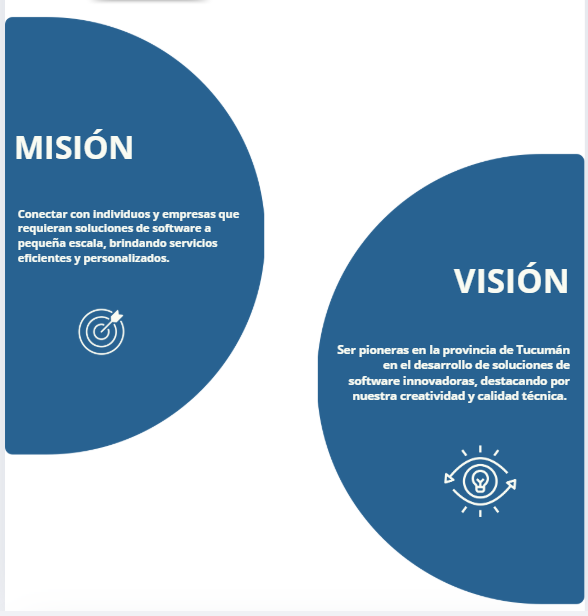 MISIÓN
Conectar con individuos y empresas que
requieran soluciones de software a
pequeña escala, brindando servicios
eficientes y personalizados.
VISIÓN
Ser pioneras en la provincia de Tucumán
en el desarrollo de soluciones de
software innovadoras, destacando por
nuestra creatividad y calidad técnica.